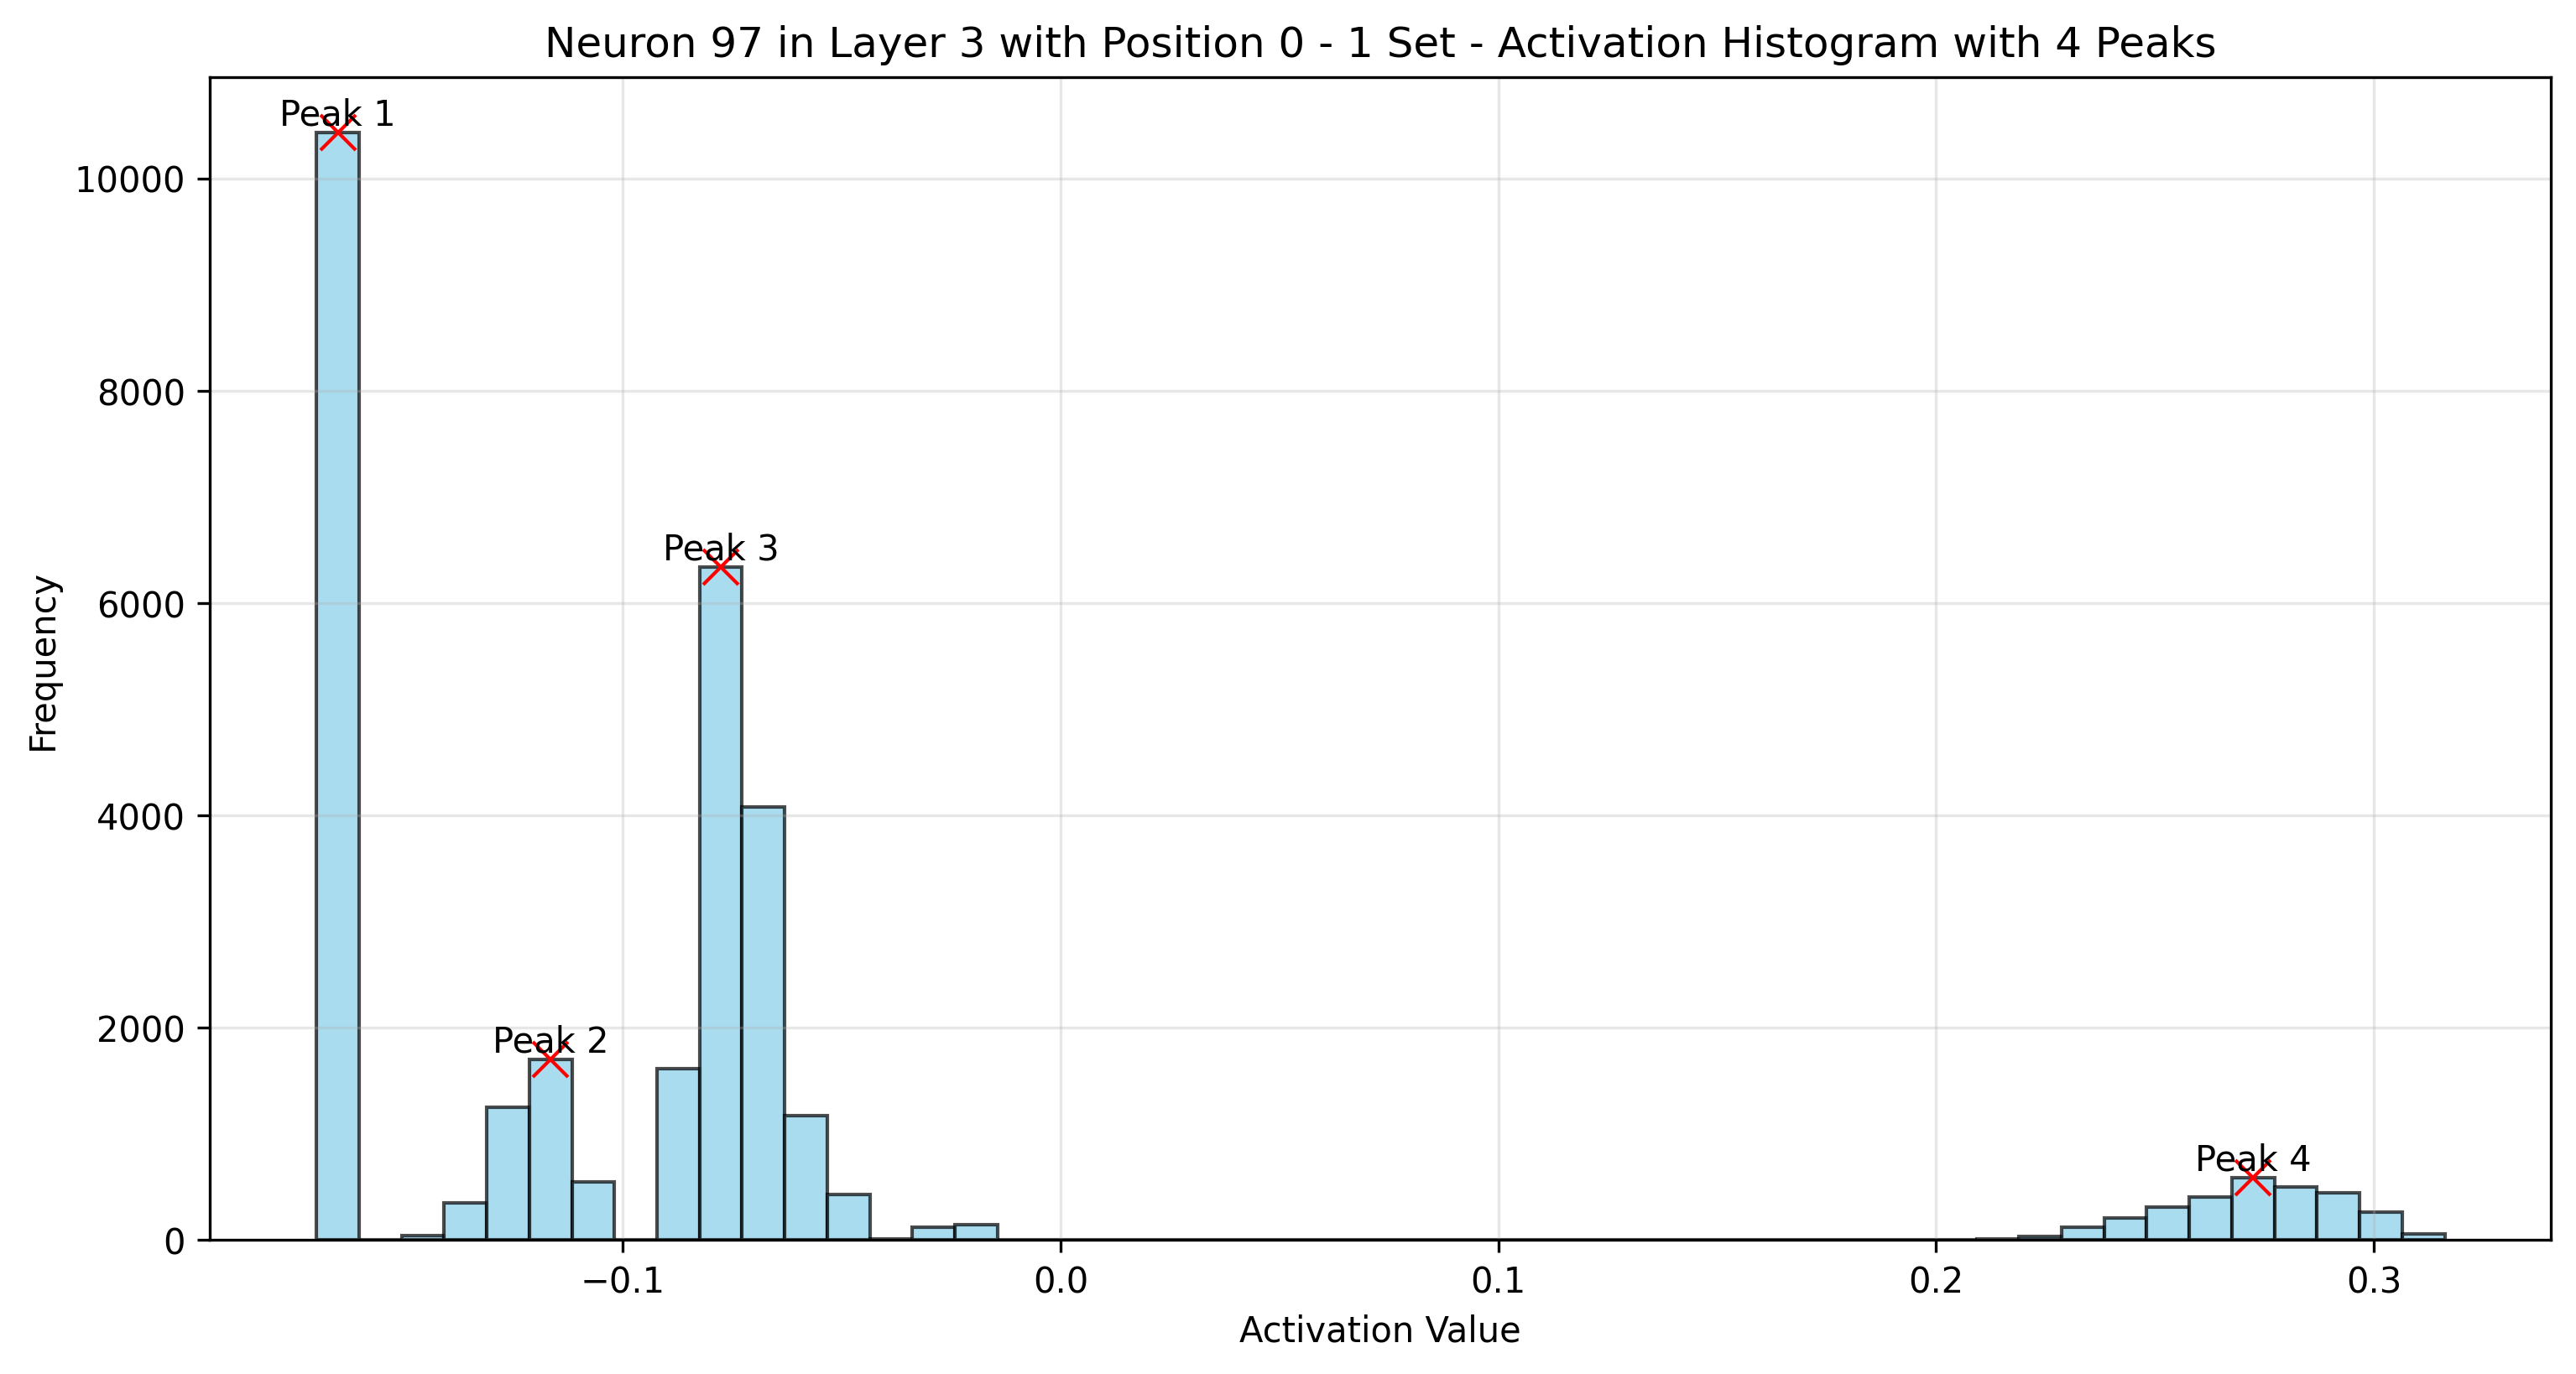 Neuron 97 in Layer 3 with Position 0 - 1 Set - Activation Histogram with 4 Peaks
Peak 1
10000
8000
Peak 3
6000
Frequency
4000
2000
Peak 2
Peak 4
0
−0.1
0.0
0.1
0.2
0.3
Activation Value